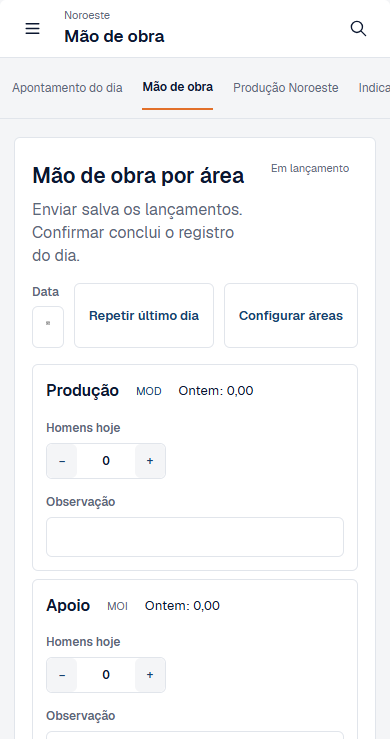 Noroeste
Mão de obra
Apontamento do dia Mão de obra Produção Noroeste Indica
Mão de obra por área
Em lançamento
Enviar salva os lançamentos.
Confirmar conclui o registro
do dia.
Data
Repetir último dia
Configurar áreas
Produção MOD Ontem: 0,00
Homens hoje
− 0 +
Observação
Apoio MOI Ontem: 0,00
Homens hoje
− 0 +
Observação